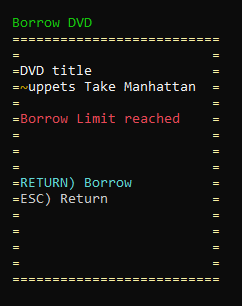 Borrow DVD
==========================
=                        =
=DVD title               =
=~uppets Take Manhattan  =
=                        =
=Borrow Limit reached    =
=                        =
=                        =
=                        =
=RETURN) Borrow          =
=ESC) Return             =
=                        =
=                        =
=                        =
=                        =
==========================